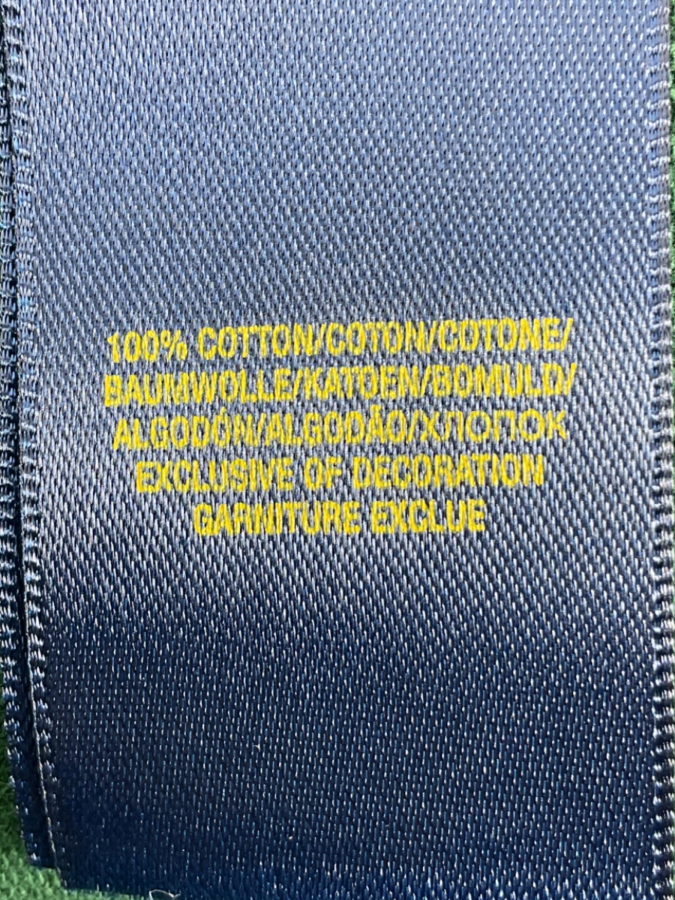 100% COTTON/COTON/COTONE/
BAUMWOLLE/KATOEN/BOMULD/
ALGODÓN/ALGODÃO/ХЛОПОК
EXCLUSIVE OF DECORATION
GARNITURE EXCLUE